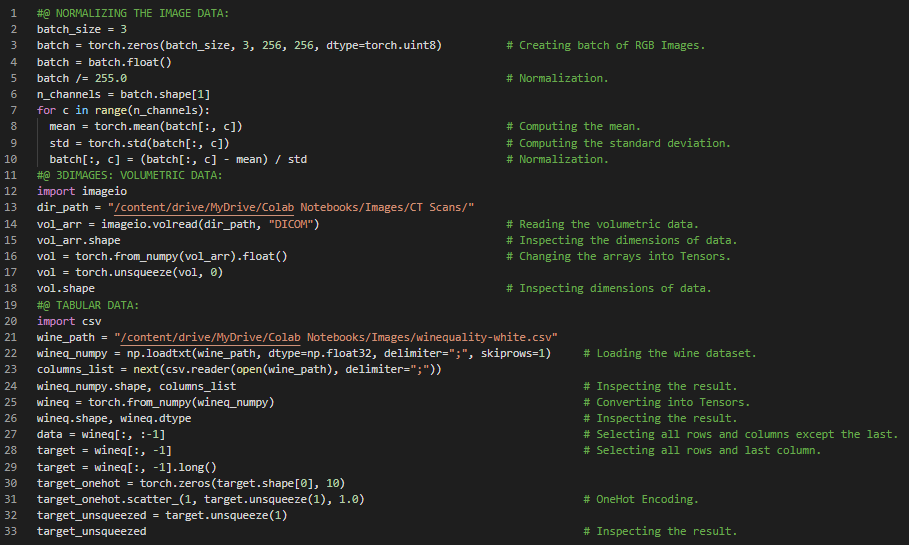 1 #@ NORMALIZING THE IMAGE DATA:
2 batch_size = 3
3 batch = torch.zeros(batch_size, 3, 256, 256, dtype=torch.uint8) # Creating batch of RGB Images.
4 batch = batch.float()
5 batch /= 255.0 # Normalization.
6 n_channels = batch.shape[1]
7 for c in range(n_channels):
8 mean = torch.mean(batch[:, c]) # Computing the mean.
9 std = torch.std(batch[:, c]) # Computing the standard deviation.
10 batch[:, c] = (batch[:, c] - mean) / std # Normalization.
11 #@ 3DIMAGES: VOLUMETRIC DATA:
12 import imageio
13 dir_path = "/content/drive/MyDrive/Colab Notebooks/Images/CT Scans/"
14 vol_arr = imageio.volread(dir_path, "DICOM") # Reading the volumetric data.
15 vol_arr.shape # Inspecting the dimensions of data.
16 vol = torch.from_numpy(vol_arr).float() # Changing the arrays into Tensors.
17 vol = torch.unsqueeze(vol, 0)
18 vol.shape # Inspecting dimensions of data.
19 #@ TABULAR DATA:
20 import csv
21 wine_path = "/content/drive/MyDrive/Colab Notebooks/Images/winequality-white.csv"
22 wineq_numpy = np.loadtxt(wine_path, dtype=np.float32, delimiter=";", skiprows=1) # Loading the wine dataset.
23 columns_list = next(csv.reader(open(wine_path), delimiter=";"))
24 wineq_numpy.shape, columns_list # Inspecting the result.
25 wineq = torch.from_numpy(wineq_numpy) # Converting into Tensors.
26 wineq.shape, wineq.dtype # Inspecting the result.
27 data = wineq[:, :-1] # Selecting all rows and columns except the last.
28 target = wineq[:, -1] # Selecting all rows and last column.
29 target = wineq[:, -1].long()
30 target_onehot = torch.zeros(target.shape[0], 10)
31 target_onehot.scatter_(1, target.unsqueeze(1), 1.0) # OneHot Encoding.
32 target_unsqueezed = target.unsqueeze(1)
33 target_unsqueezed # Inspecting the result.